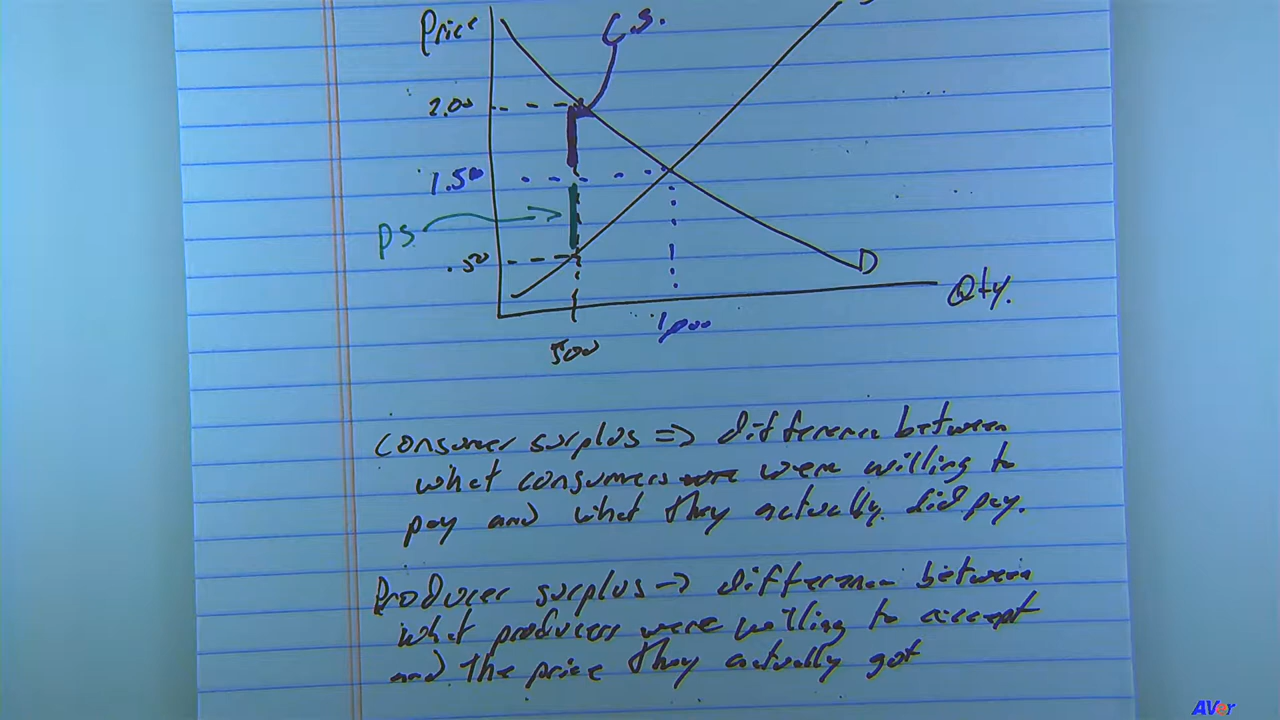 Price
C.S.
2.00
1.50
PS
.50
D
Qty.
1,000
500
Consumer surplus => difference between
what consumers were were willing to
pay and what they actually did pay.
Producer surplus -> difference between
what producers were willing to accept
and the price they actually got
AVer